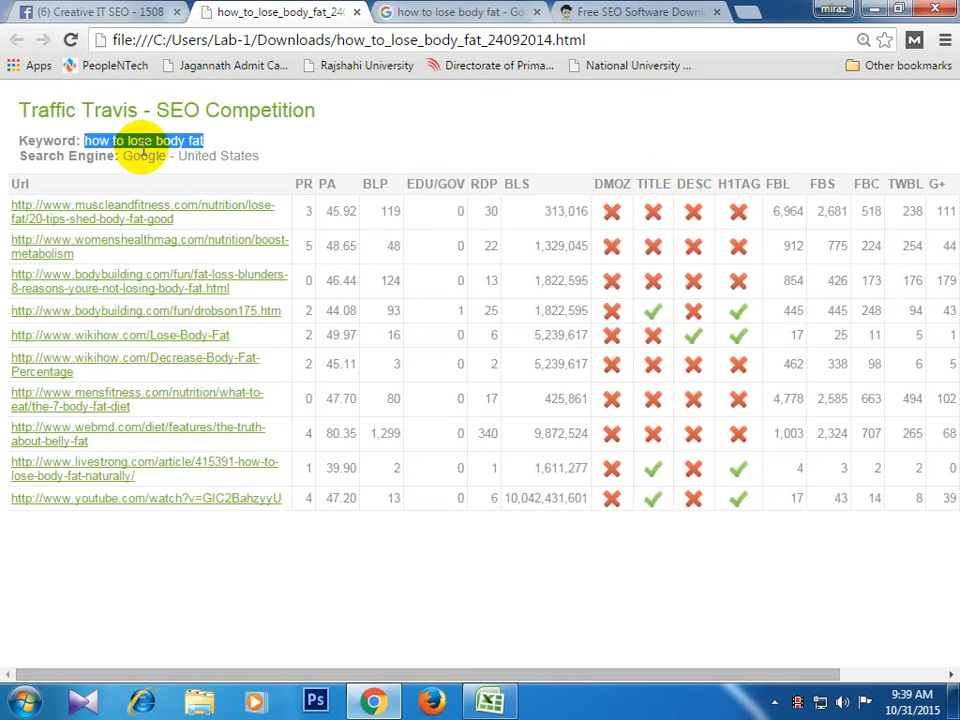 (6) Creative IT SEO - 1508
how_to_lose_body_fat_240
how to lose body fat - Go
Free SEO Software Downl
miraz
file:///C:/Users/Lab-1/Downloads/how_to_lose_body_fat_24092014.html
Apps PeopleNTech Jagannath Admit Ca... Rajshahi University Directorate of Prima... National University ... Other bookmarks
Traffic Travis - SEO Competition
Keyword: how to lose body fat
Search Engine: Google - United States
Url PR PA BLP EDU/GOV RDP BLS DMOZ TITLE DESC H1TAG FBL FBS FBC TWBL G+
http://www.muscleandfitness.com/nutrition/lose-
fat/20-tips-shed-body-fat-good
3 45.92 119 0 30 313,016 6,964 2,681 518 238 111
http://www.womenshealthmag.com/nutrition/boost-
metabolism
5 48.65 48 0 22 1,329,045 912 775 224 254 44
http://www.bodybuilding.com/fun/fat-loss-blunders-
8-reasons-youre-not-losing-body-fat.html
0 46.44 124 0 13 1,822,595 854 426 173 176 179
http://www.bodybuilding.com/fun/drobson175.htm 2 44.08 93 1 25 1,822,595 445 445 248 94 43
http://www.wikihow.com/Lose-Body-Fat 2 49.97 16 0 6 5,239,617 17 25 11 5 1
http://www.wikihow.com/Decrease-Body-Fat-
Percentage
2 45.11 3 0 2 5,239,617 462 338 98 6 5
http://www.mensfitness.com/nutrition/what-to-
eat/the-7-body-fat-diet
0 47.70 80 0 17 425,861 4,778 2,585 663 494 102
http://www.webmd.com/diet/features/the-truth-
about-belly-fat
4 80.35 1,299 0 340 9,872,524 1,003 2,324 707 265 68
http://www.livestrong.com/article/415391-how-to-
lose-body-fat-naturally/
1 39.90 2 0 1 1,611,277 4 3 2 2 0
http://www.youtube.com/watch?v=GIC2BahzyyU 4 47.20 13 0 6 10,042,431,601 17 43 14 8 39
Ps
9:39 AM
10/31/2015